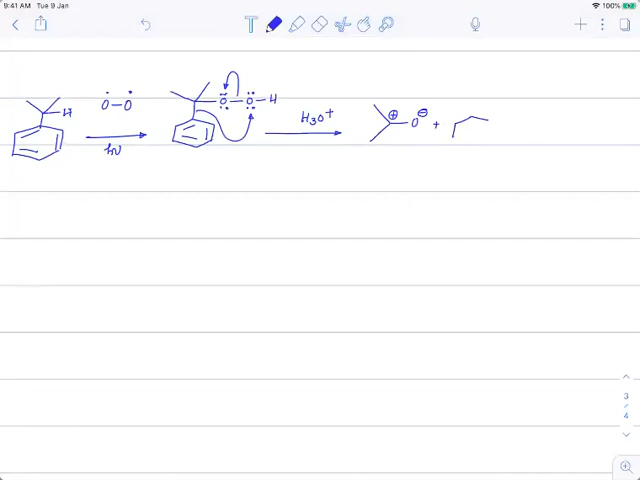 9:41 AM Tue 9 Jan
100%
T
H
O — O
hν
O — O — H
H3O+
⊕ O ⊖ +
3
4